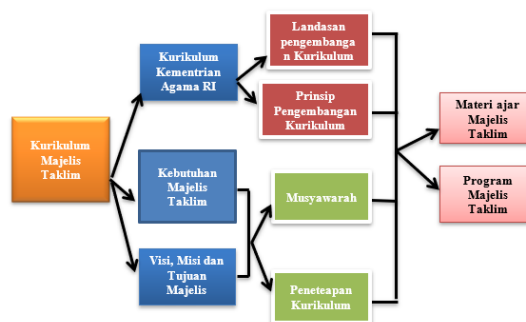 Kurikulum
Majelis
Taklim
Kurikulum
Kementrian
Agama RI
Kebutuhan
Majelis
Taklim
Visi, Misi dan
Tujuan
Majelis
Landasan
pengembanga
n Kurikulum
Prinsip
Pengembangan
Kurikulum
Musyawarah
Peneteapan
Kurikulum
Materi ajar
Majelis
Taklim
Program
Majelis
Taklim